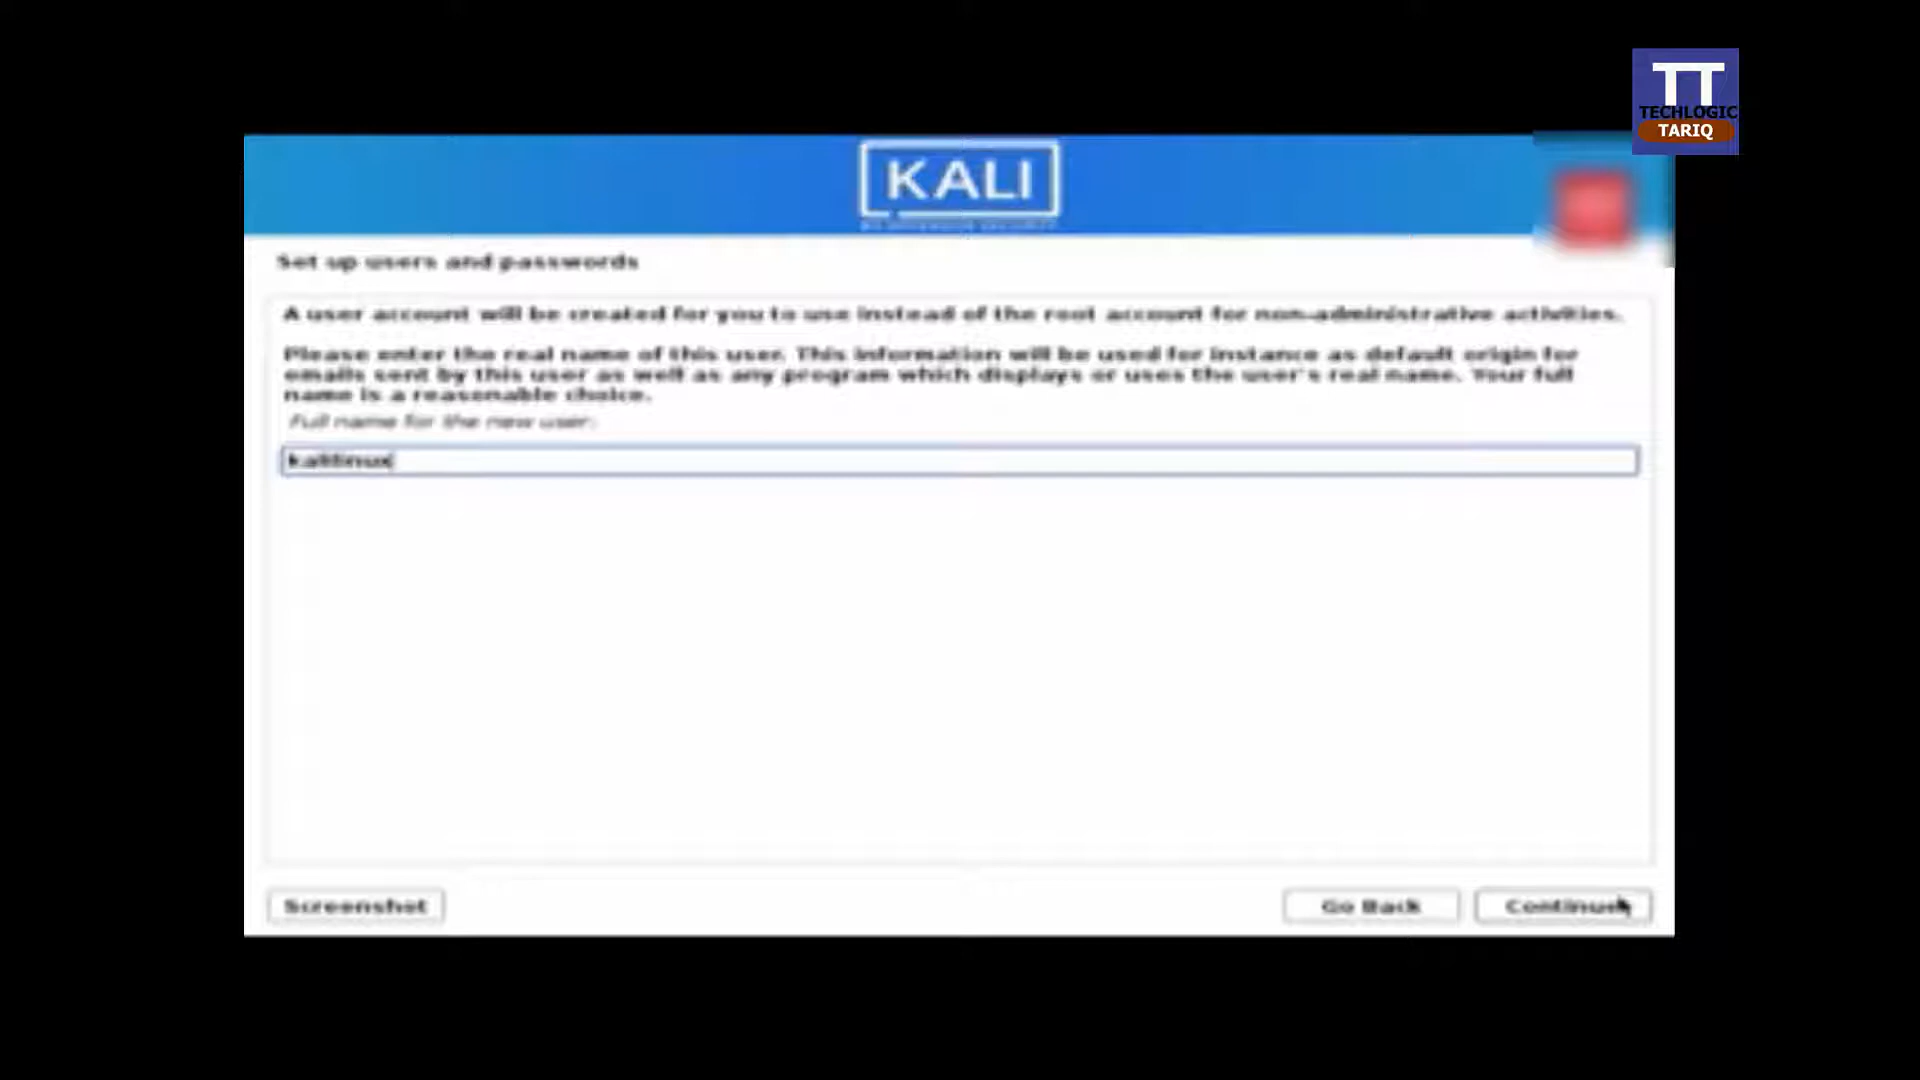 TT
TECHLOGIC
TARIQ
KALI
Set up users and passwords
A user account will be created for you to use instead of the root account for non-administrative activities.
Please enter the real name of this user. This information will be used for instance as default origin for
emails sent by this user as well as any program which displays or uses the user's real name. Your full
name is a reasonable choice.
Full name for the new user:
kalilinux
Screenshot
Go Back
Continue